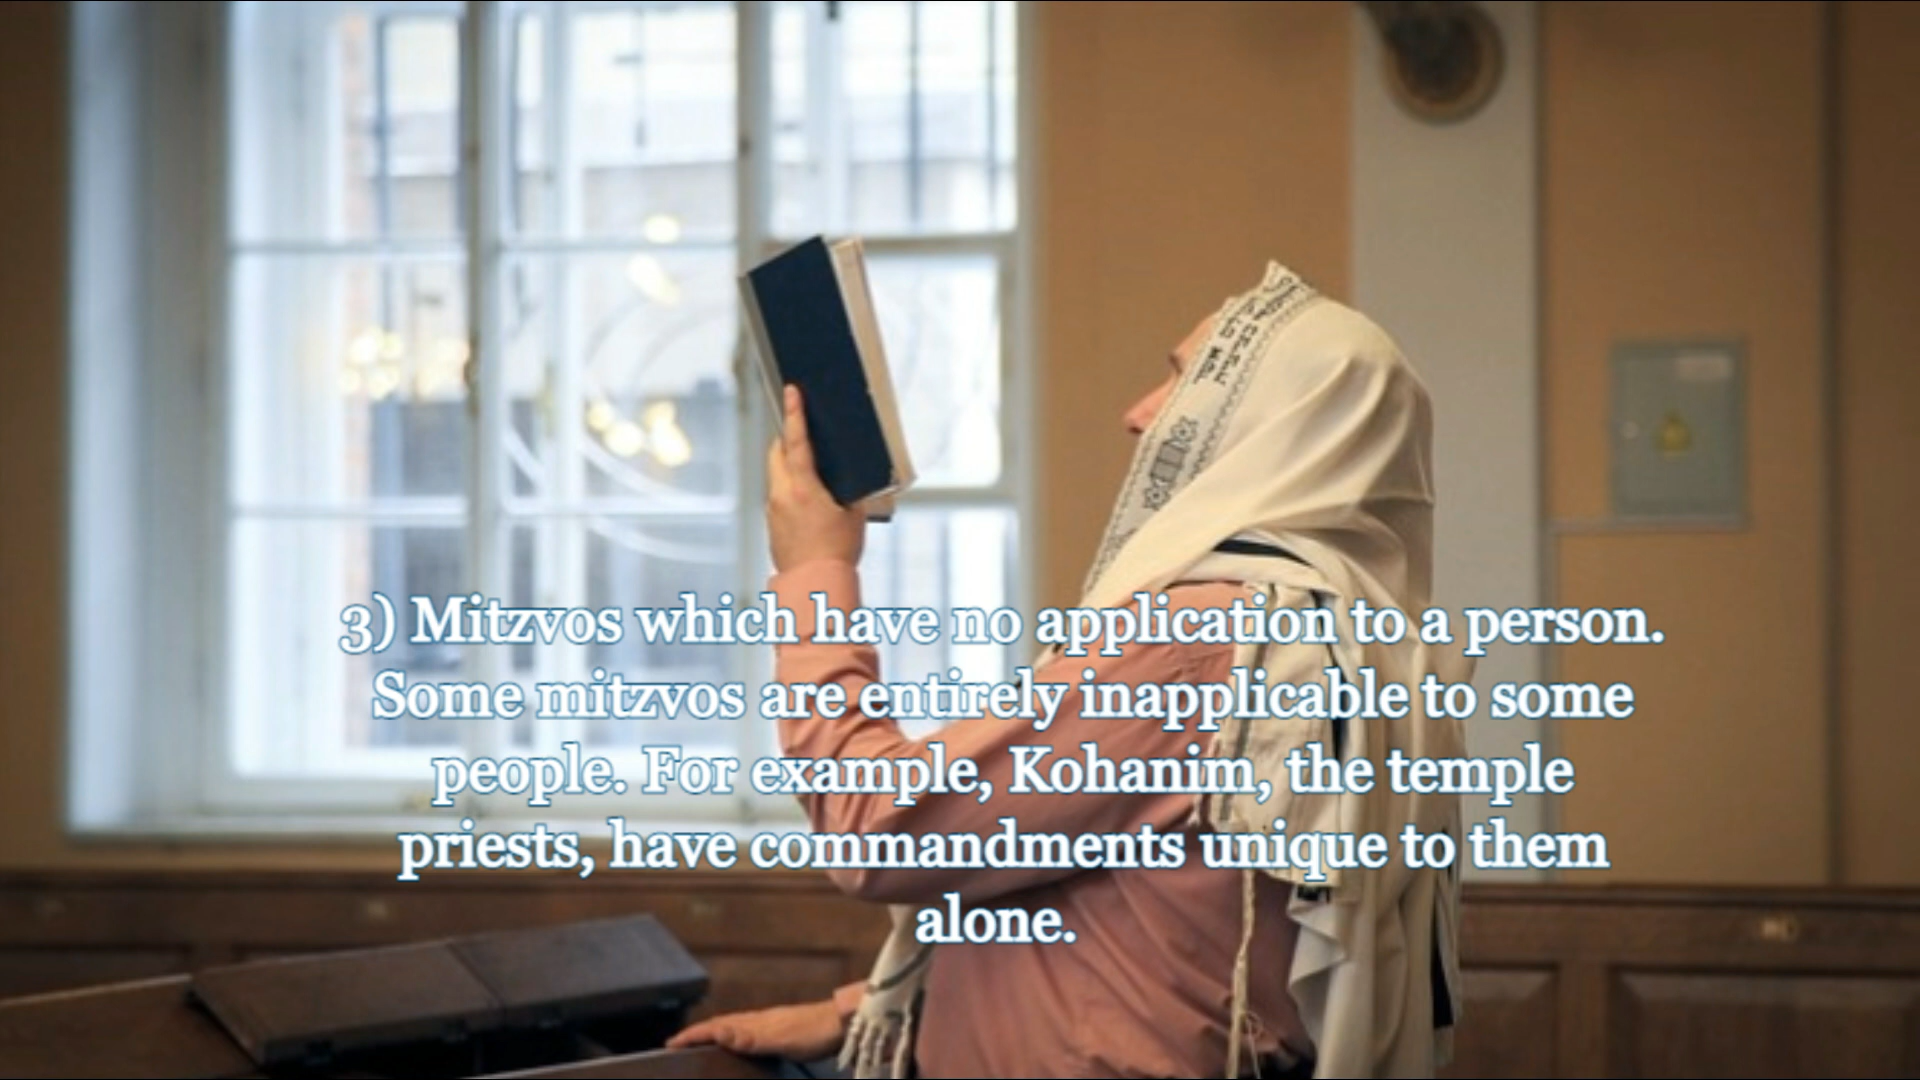 3) Mitzvos which have no application to a person.
Some mitzvos are entirely inapplicable to some
people. For example, Kohanim, the temple
priests, have commandments unique to them
alone.